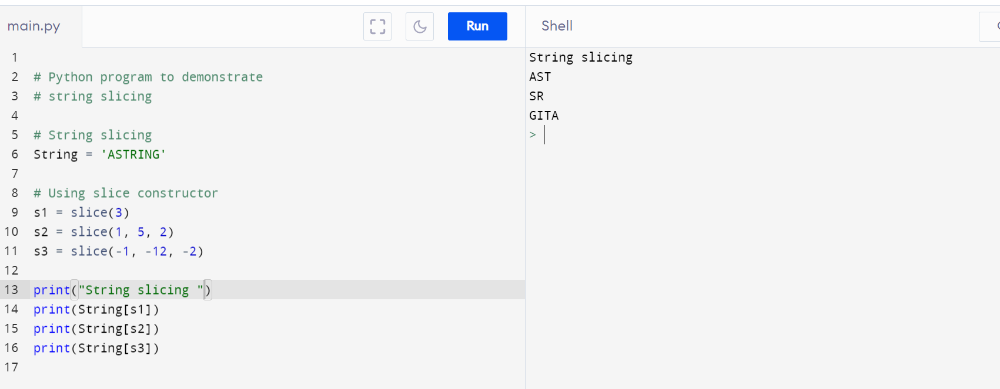 main.py
Run
Shell
1
2 # Python program to demonstrate
3 # string slicing
4
5 # String slicing
6 String = 'ASTRING'
7
8 # Using slice constructor
9 s1 = slice(3)
10 s2 = slice(1, 5, 2)
11 s3 = slice(-1, -12, -2)
12
13 print("String slicing ")
14 print(String[s1])
15 print(String[s2])
16 print(String[s3])
17
String slicing
AST
SR
GITA
>